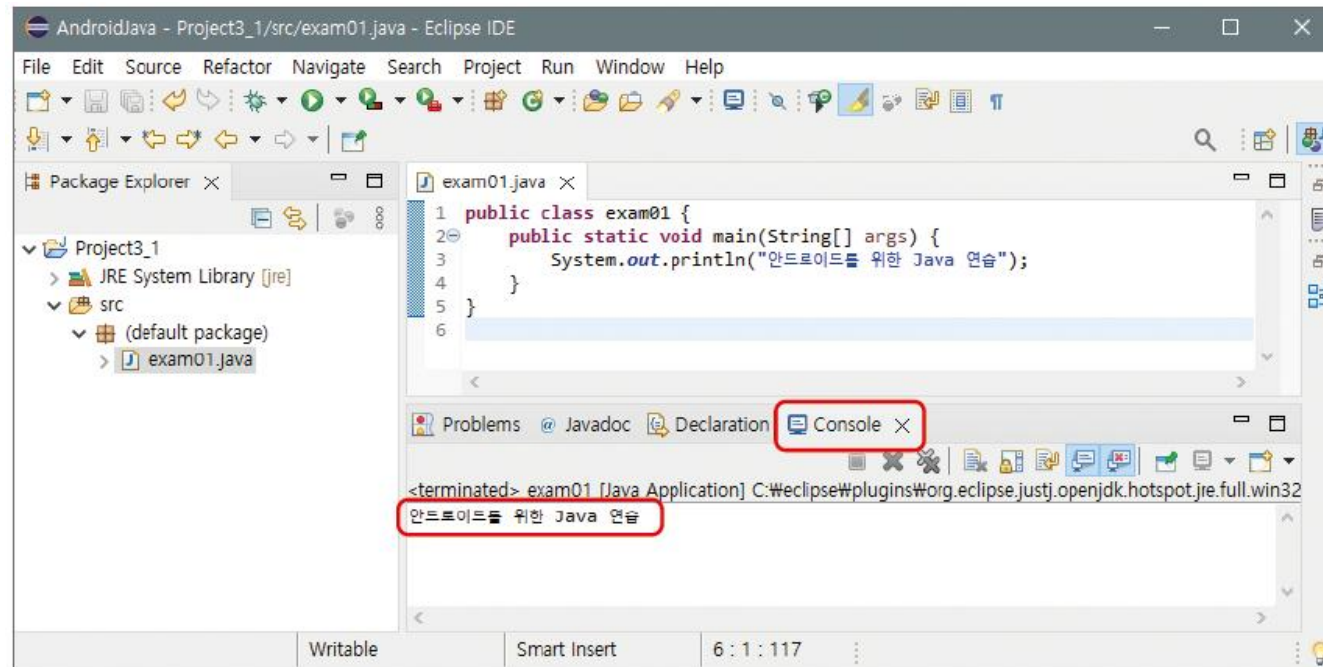 AndroidJava - Project3_1/src/exam01.java - Eclipse IDE
File Edit Source Refactor Navigate Search Project Run Window Help
Package Explorer
Project3_1
JRE System Library [jre]
src
(default package)
exam01.java
exam01.java
1 public class exam01 {
2 public static void main(String[] args) {
3 System.out.println("안드로이드를 위한 Java 연습");
4 }
5 }
6
Problems @ Javadoc Declaration Console
<terminated> exam01 [Java Application] C:₩eclipse₩plugins₩org.eclipse.justj.openjdk.hotspot.jre.full.win32
안드로이드를 위한 Java 연습
Writable Smart Insert 6 : 1 : 117